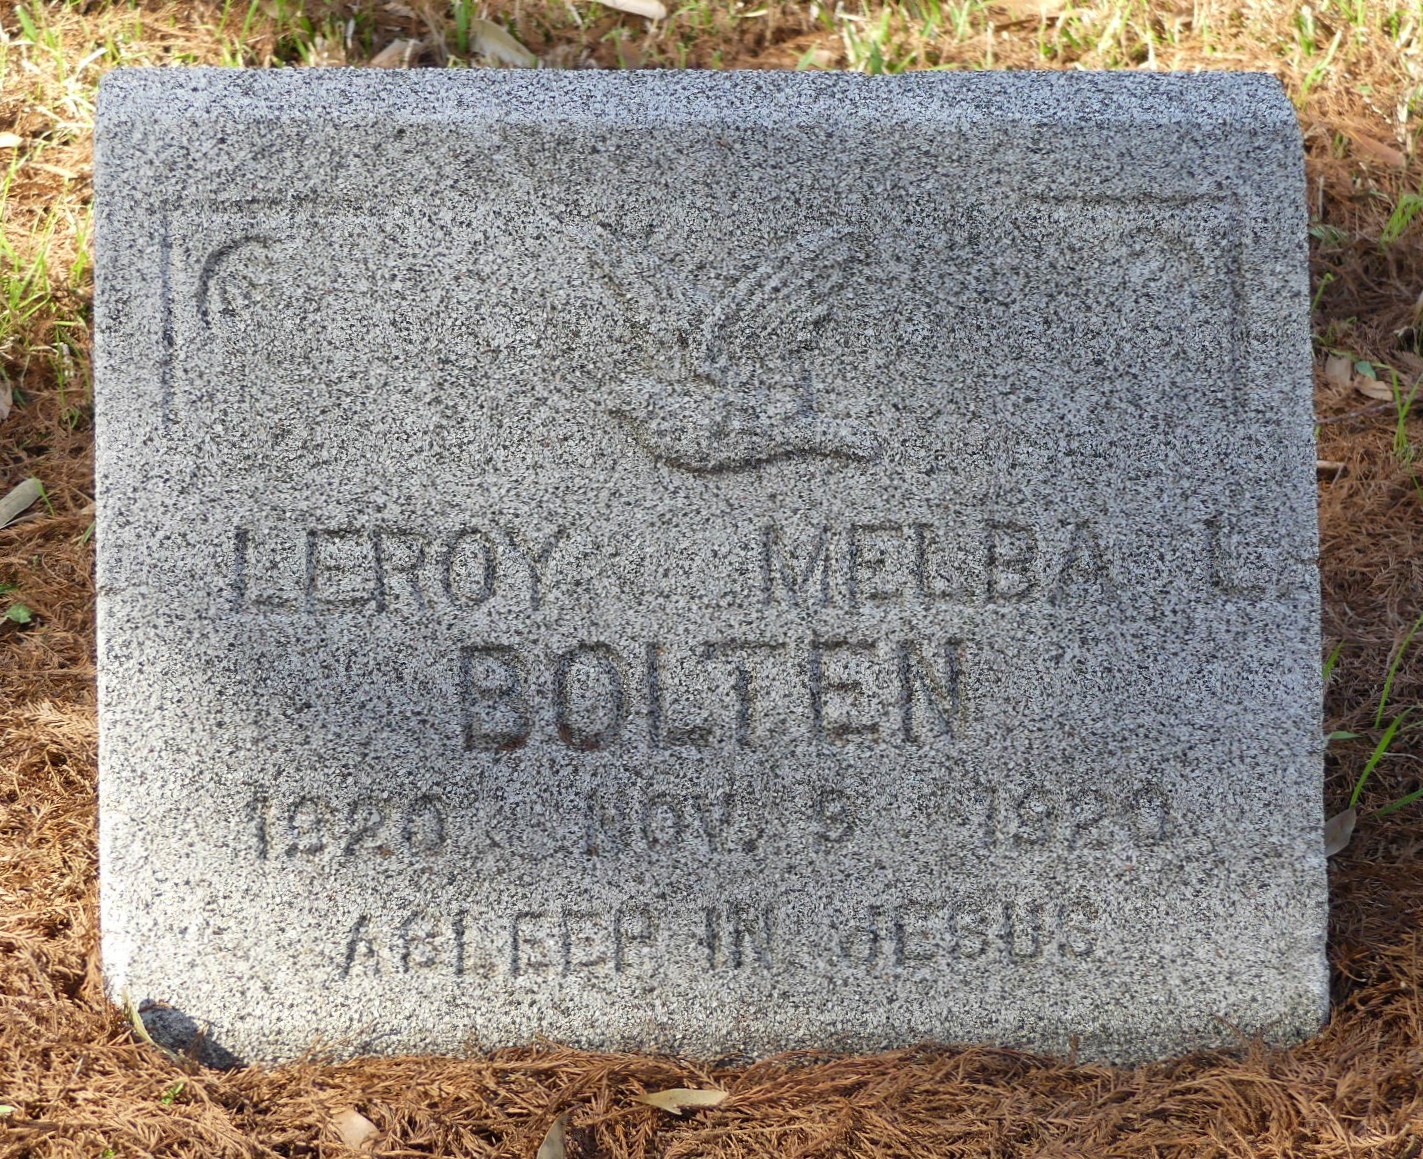 LEROY MELBA L.
BOLTEN
1920 NOV. 9 1920
ASLEEP IN JESUS